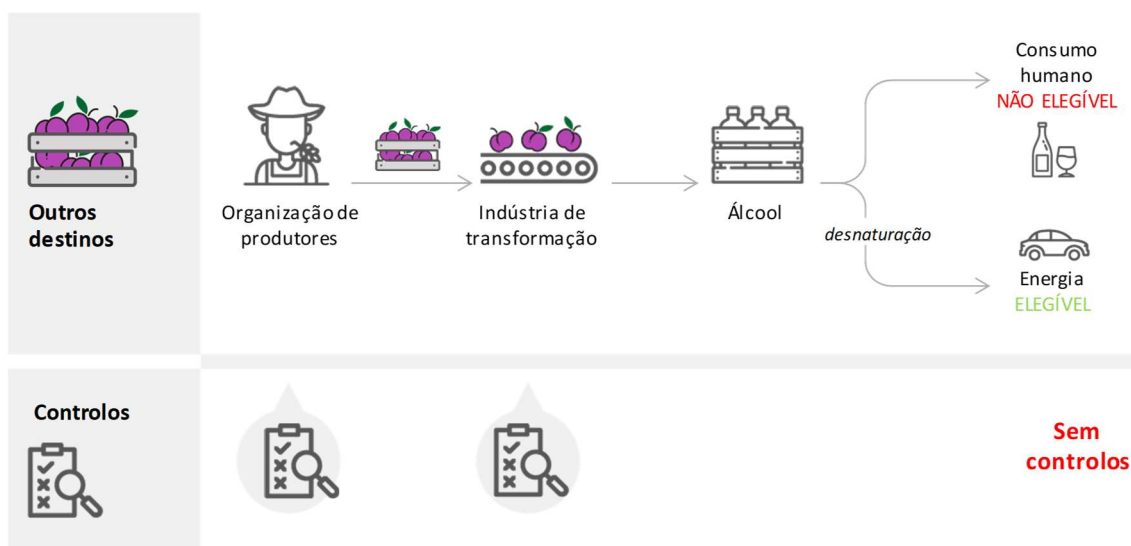 Outros
destinos
Organização de
produtores
Indústria de
transformação
Álcool
desnaturação
Consumo
humano
NÃO ELEGÍVEL
Energia
ELEGÍVEL
Controlos
Sem
controlos